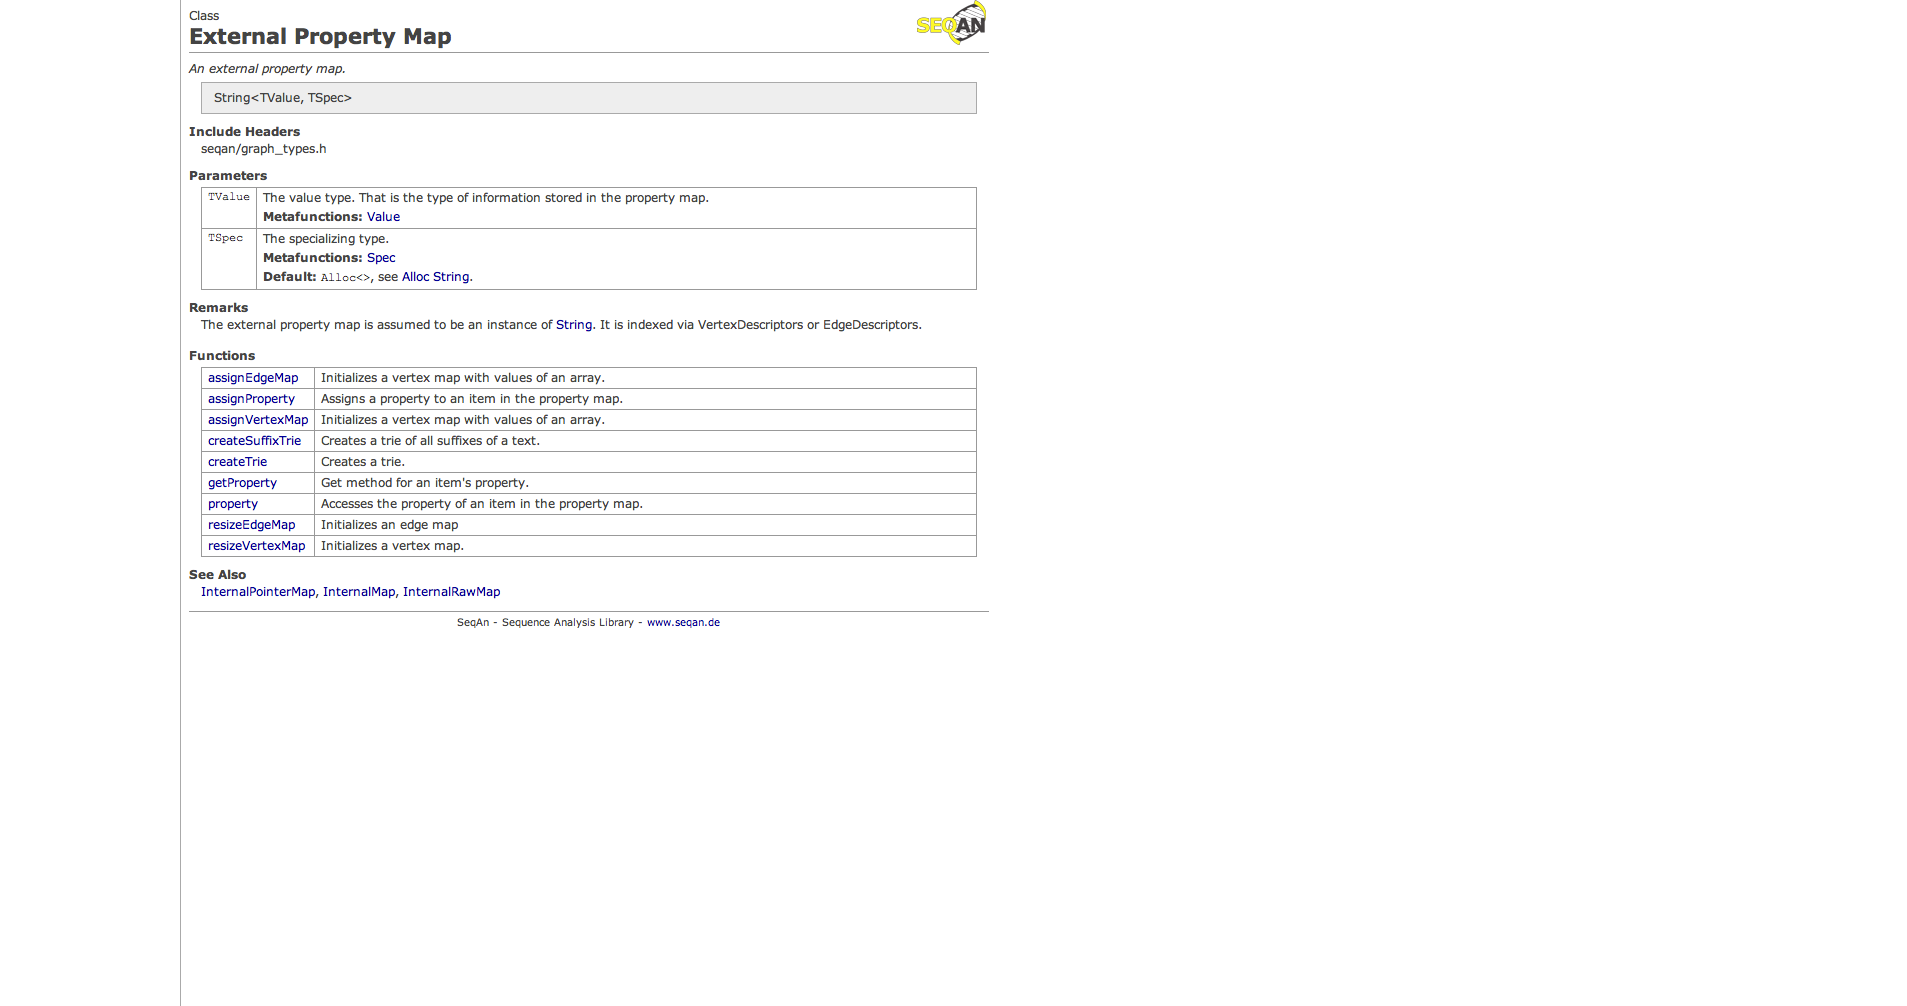 Class
SEQAN
External Property Map
An external property map.
String<TValue, TSpec>
Include Headers
seqan/graph_types.h
Parameters
TValue The value type. That is the type of information stored in the property map.
Metafunctions: Value
TSpec The specializing type.
Metafunctions: Spec
Default: Alloc<>, see Alloc String.
Remarks
The external property map is assumed to be an instance of String. It is indexed via VertexDescriptors or EdgeDescriptors.
Functions
assignEdgeMap Initializes a vertex map with values of an array.
assignProperty Assigns a property to an item in the property map.
assignVertexMap Initializes a vertex map with values of an array.
createSuffixTrie Creates a trie of all suffixes of a text.
createTrie Creates a trie.
getProperty Get method for an item's property.
property Accesses the property of an item in the property map.
resizeEdgeMap Initializes an edge map
resizeVertexMap Initializes a vertex map.
See Also
InternalPointerMap, InternalMap, InternalRawMap
SeqAn - Sequence Analysis Library - www.seqan.de